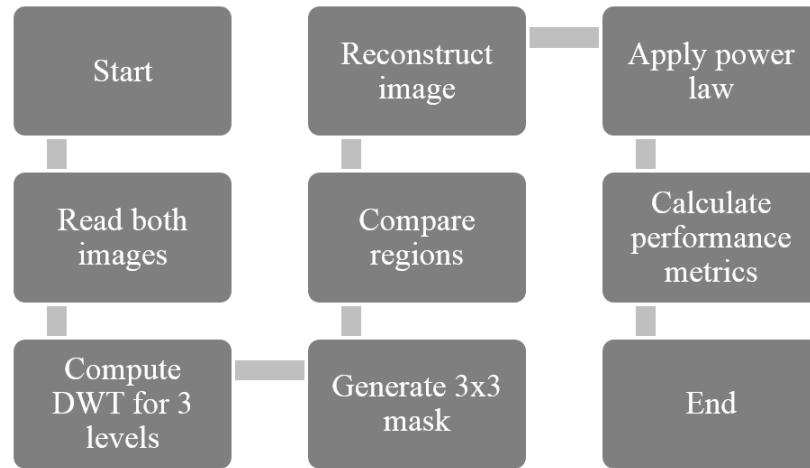 Start
Read both
images
Compute
DWT for 3
levels
Generate 3x3
mask
Compare
regions
Reconstruct
image
Apply power
law
Calculate
performance
metrics
End